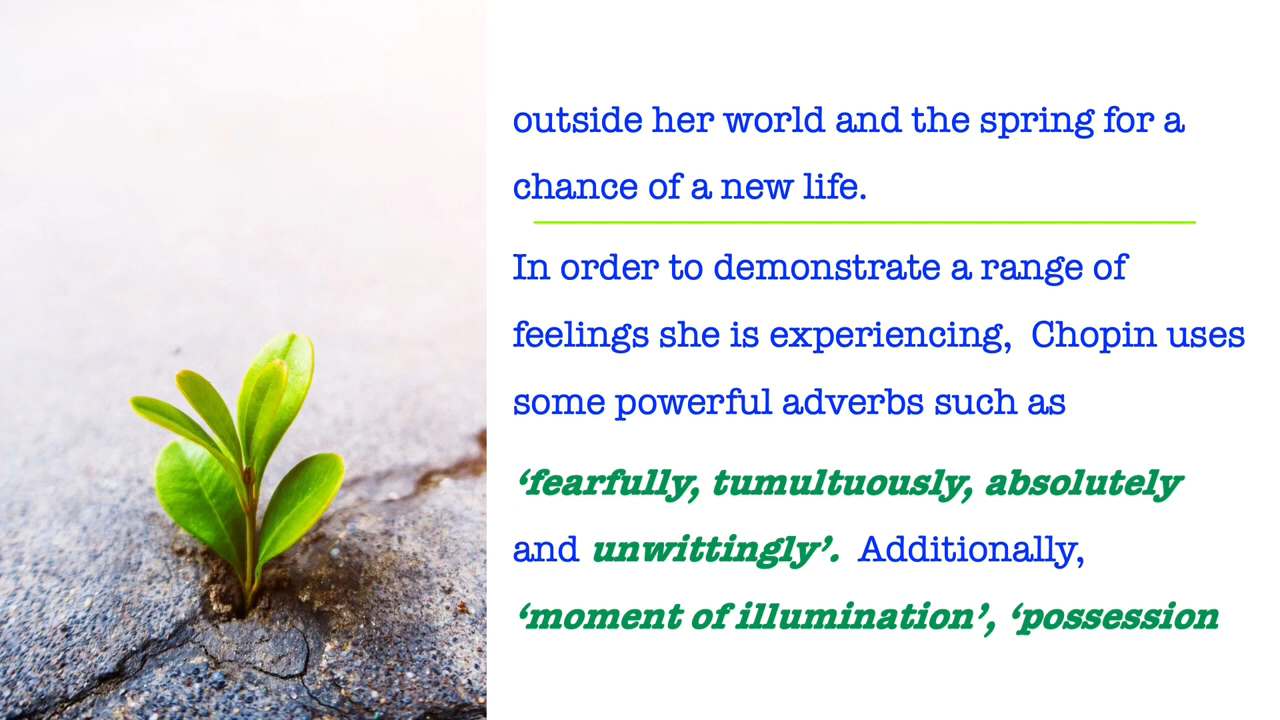 outside her world and the spring for a
chance of a new life.
In order to demonstrate a range of
feelings she is experiencing,  Chopin uses
some powerful adverbs such as
‘fearfully, tumultuously, absolutely
and unwittingly’.  Additionally,
‘moment of illumination’, ‘possession